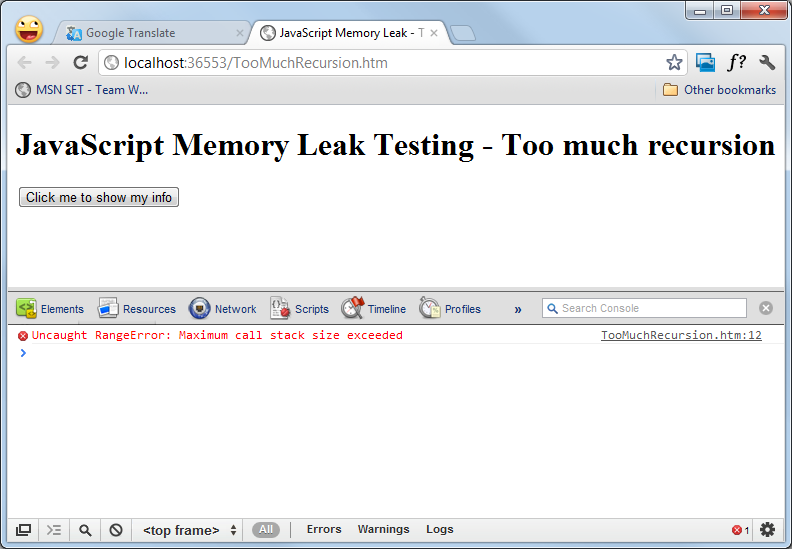 Google Translate
JavaScript Memory Leak - T
localhost:36553/TooMuchRecursion.htm
f?
MSN SET - Team W...
Other bookmarks
JavaScript Memory Leak Testing - Too much recursion
Click me to show my info
Elements Resources Network Scripts Timeline Profiles » Search Console
Uncaught RangeError: Maximum call stack size exceeded TooMuchRecursion.htm:12
>
<top frame> All Errors Warnings Logs 1